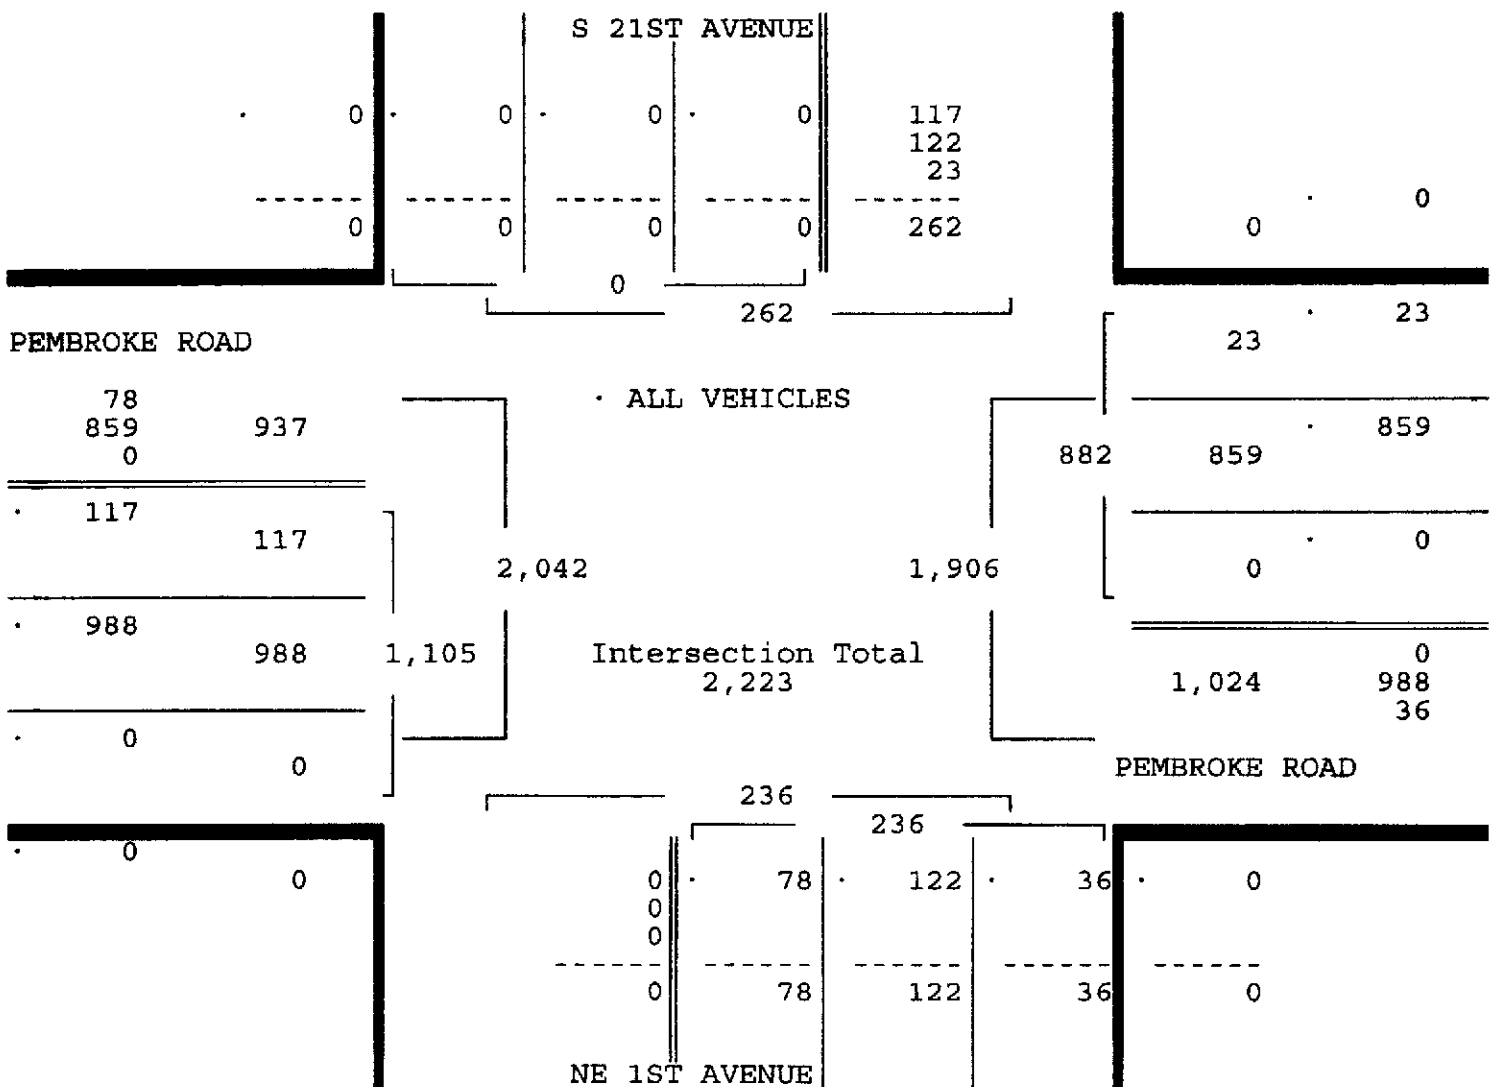 S 21ST AVENUE
· 0 · 0 · 0 · 0 117
122
23
· 0
0 0 0 0 262 0
0
262 · 23
PEMBROKE ROAD 23
78 · ALL VEHICLES
859 937 · 859
0 882 859
· 117
117 · 0
2,042 1,906 0
· 988
988 1,105 Intersection Total 0
2,223 1,024 988
36
· 0
0 PEMBROKE ROAD
236
236
· 0
0 0 · 78 · 122 · 36 · 0
0
0
0 78 122 36 0
NE 1ST AVENUE